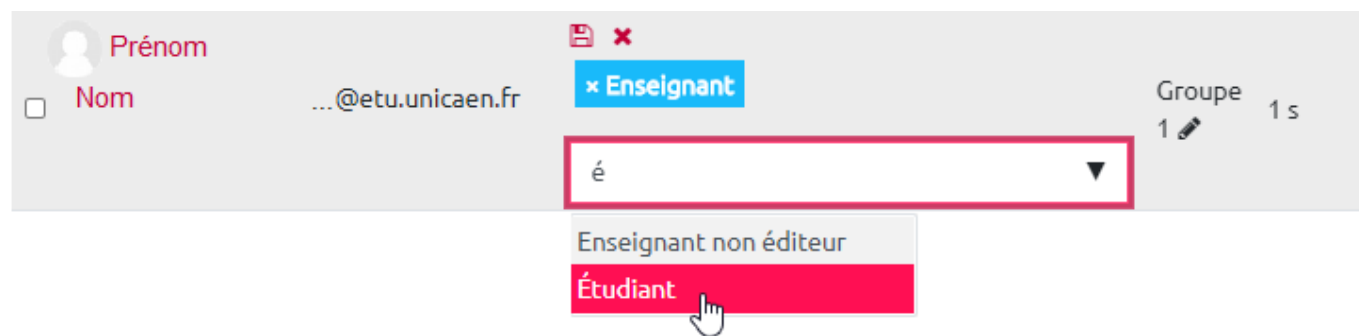 Prénom
Nom
...@etu.unicaen.fr
× Enseignant
é
Groupe
1
1 s
Enseignant non éditeur
Étudiant